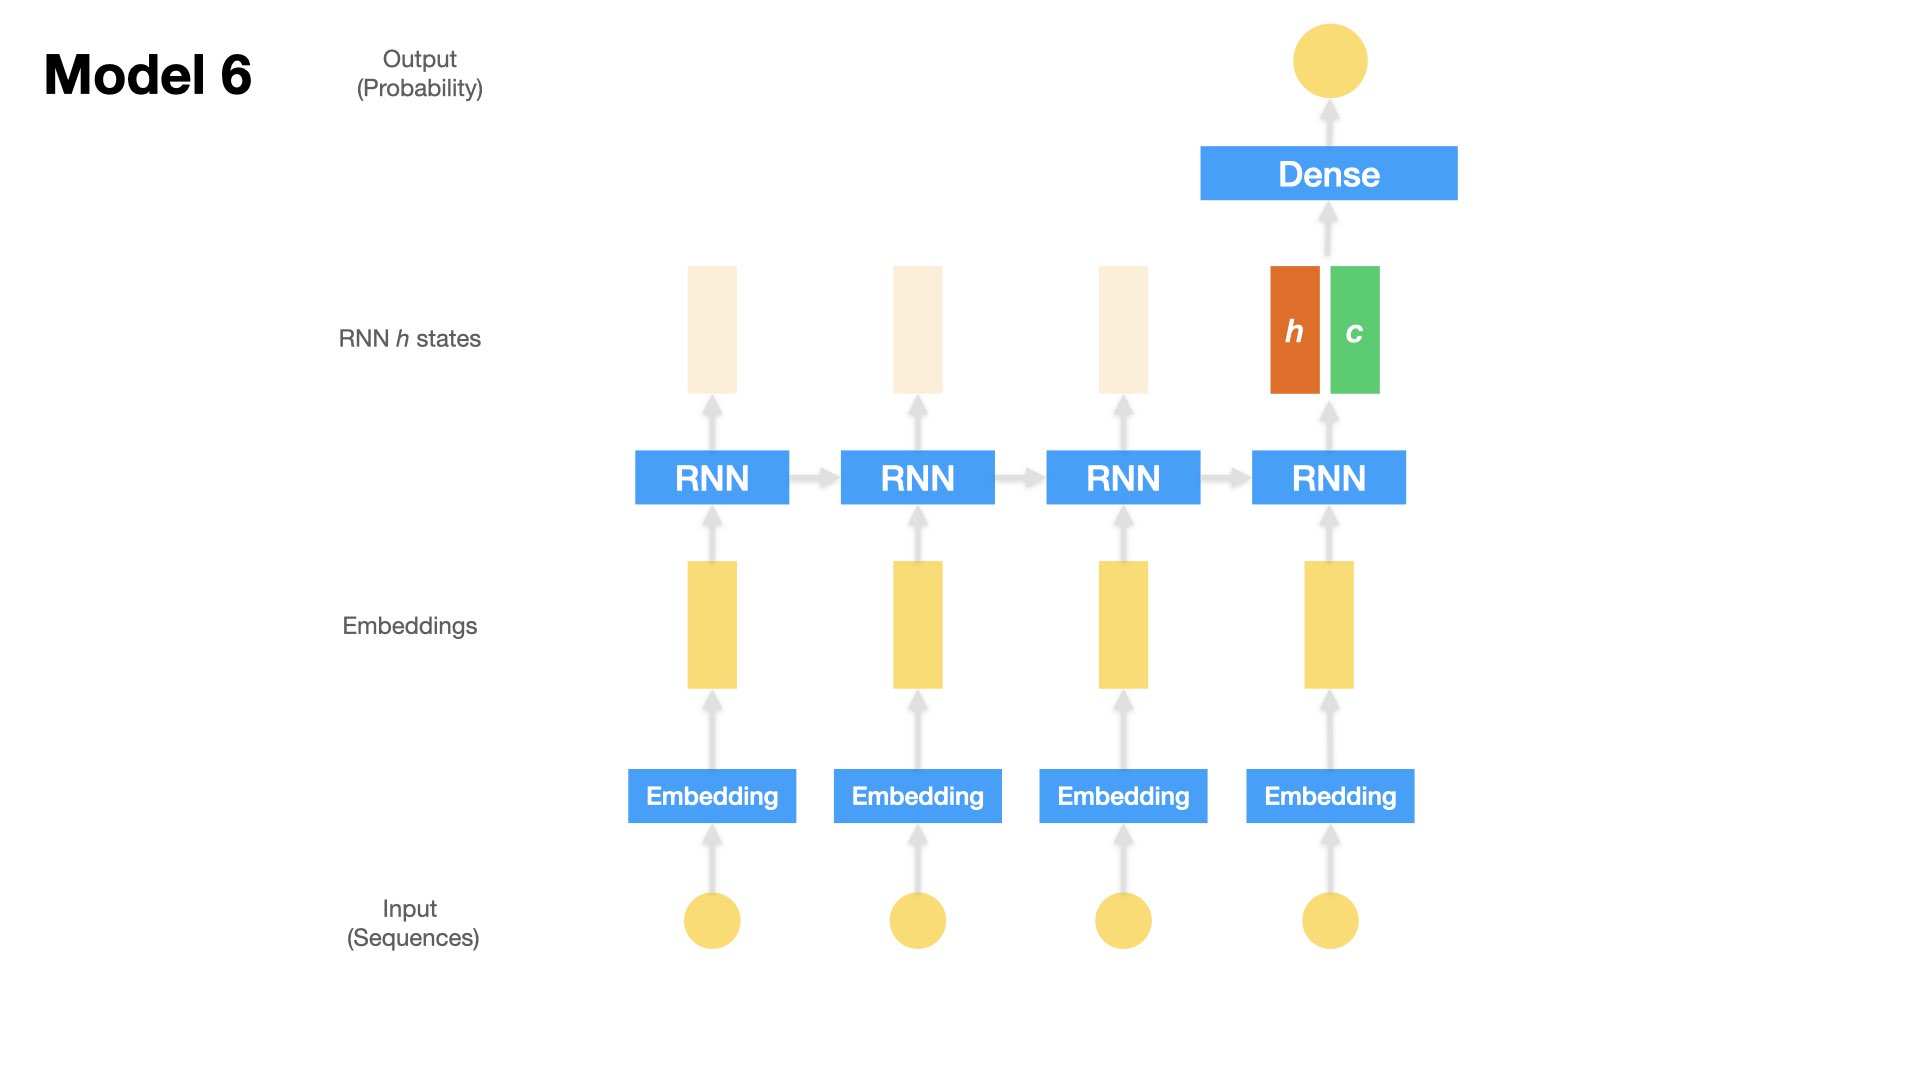 Model 6
Output
(Probability)
Dense
RNN h states
h
c
RNN
RNN
RNN
RNN
Embeddings
Embedding
Embedding
Embedding
Embedding
Input
(Sequences)